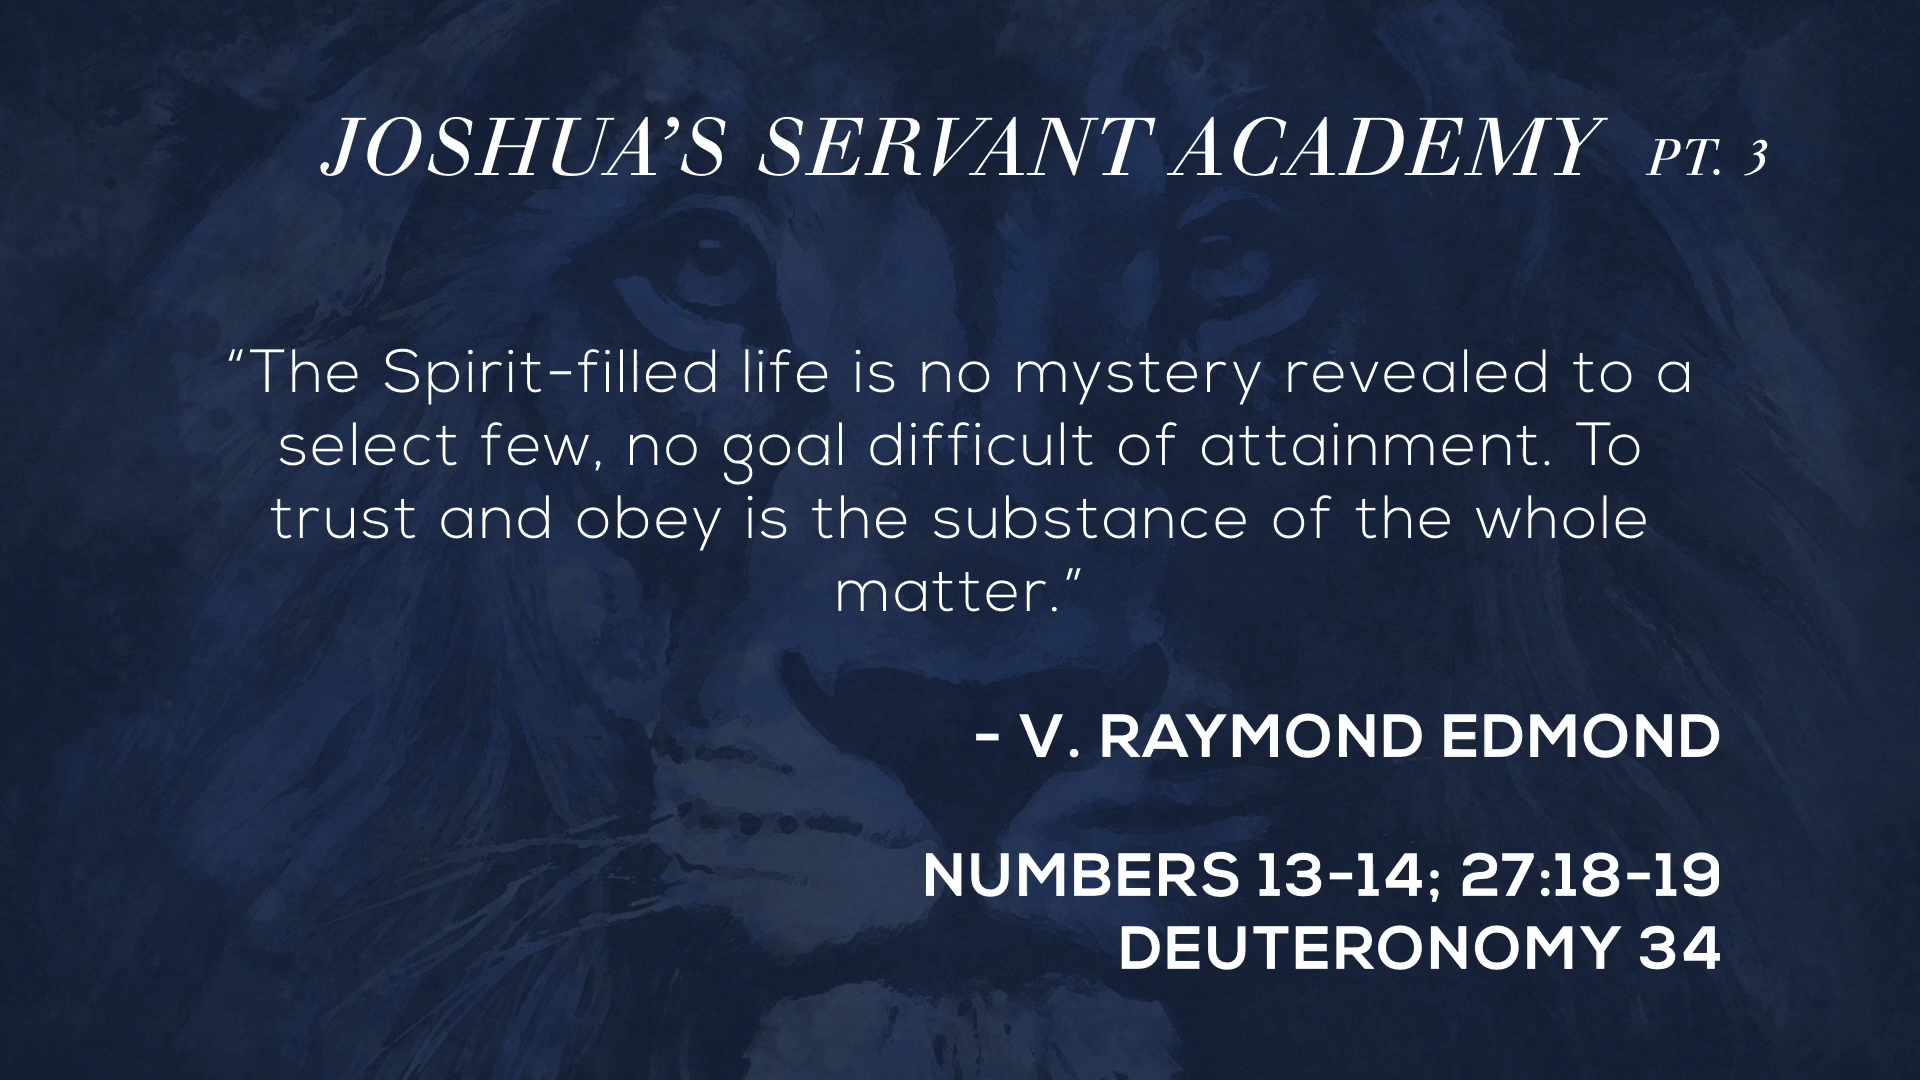 JOSHUA’S SERVANT ACADEMY PT. 3
“The Spirit-filled life is no mystery revealed to a
select few, no goal difficult of attainment. To
trust and obey is the substance of the whole
matter.”
- V. RAYMOND EDMOND
NUMBERS 13-14; 27:18-19
DEUTERONOMY 34